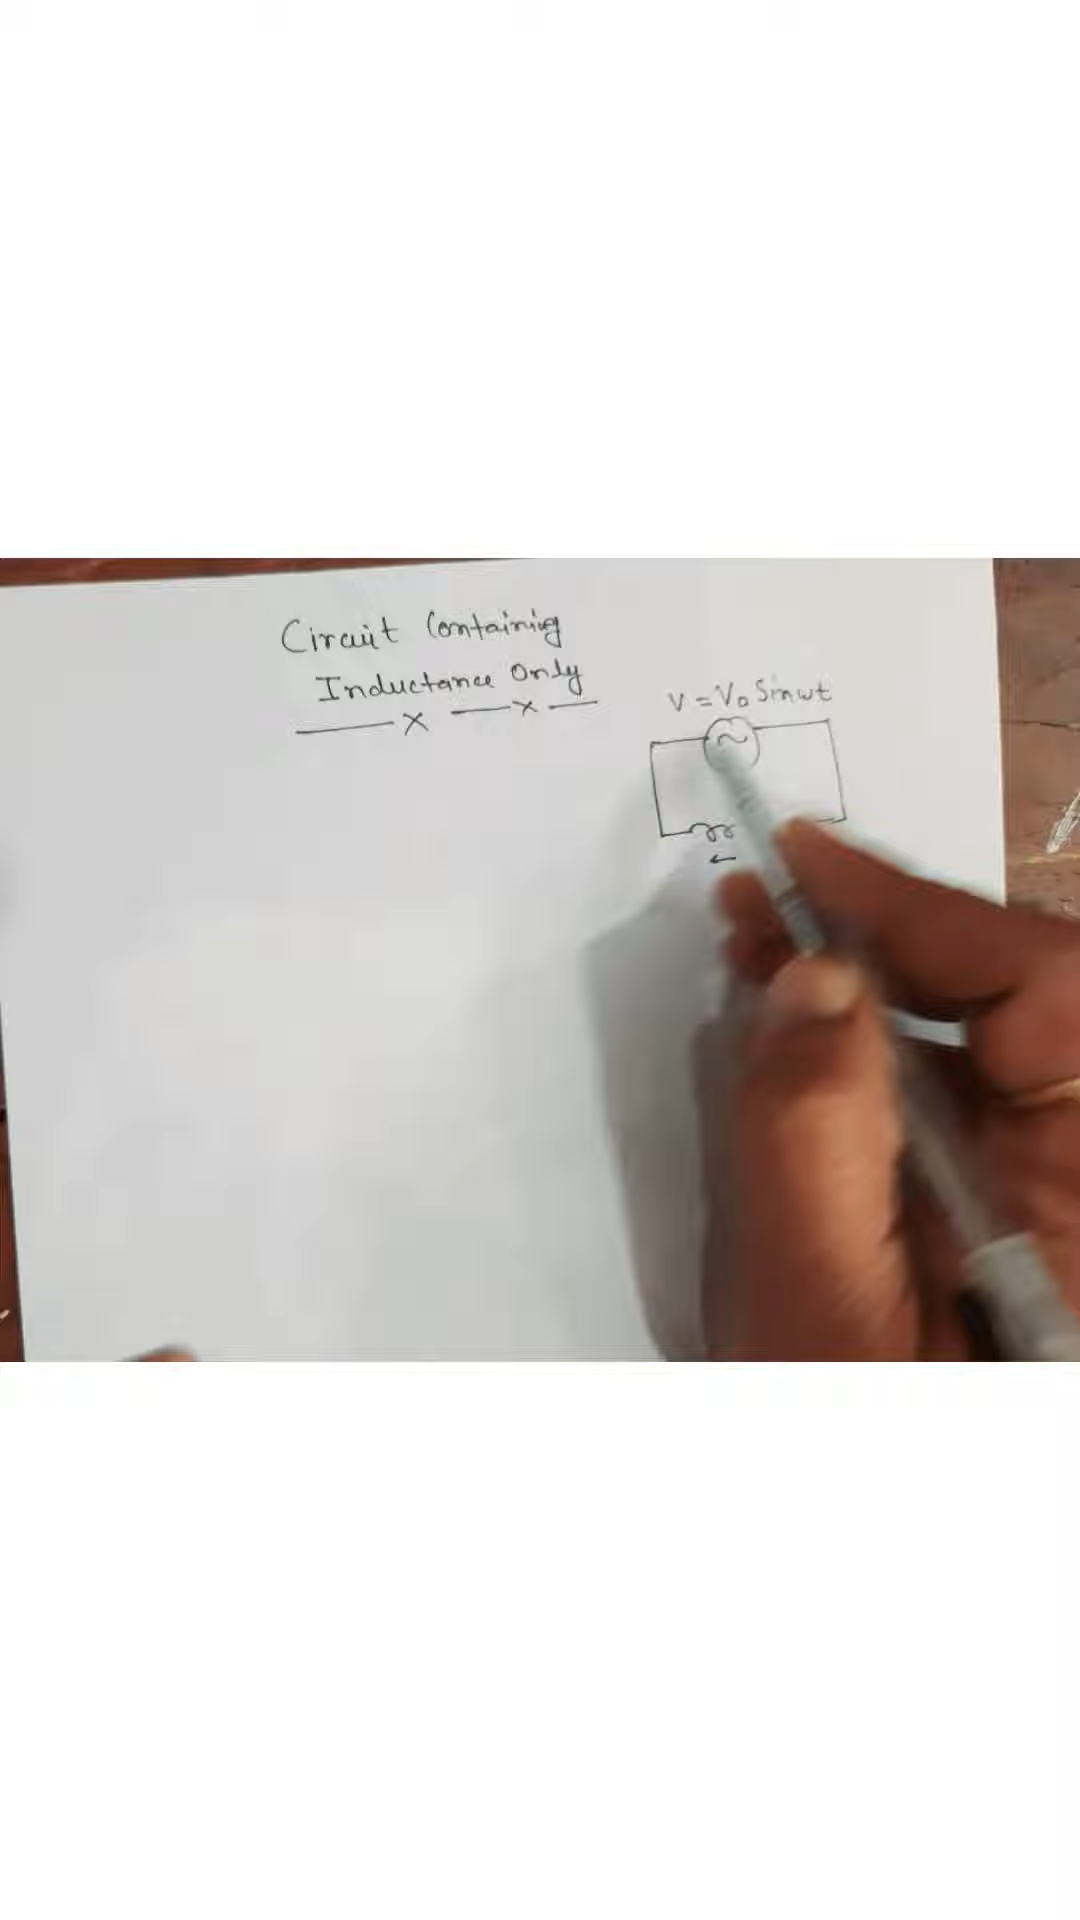 Circuit Containing
Inductance Only
V = V₀ Sinωt